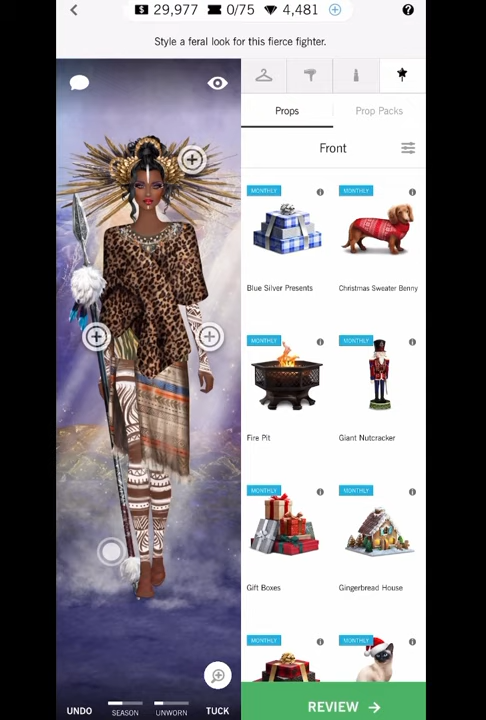 29,977 0/75 4,481
Style a feral look for this fierce fighter.
Props Prop Packs
Front
MONTHLY MONTHLY
Blue Silver Presents Christmas Sweater Benny
MONTHLY MONTHLY
Fire Pit Giant Nutcracker
MONTHLY MONTHLY
Gift Boxes Gingerbread House
MONTHLY MONTHLY
UNDO SEASON UNWORN TUCK
REVIEW